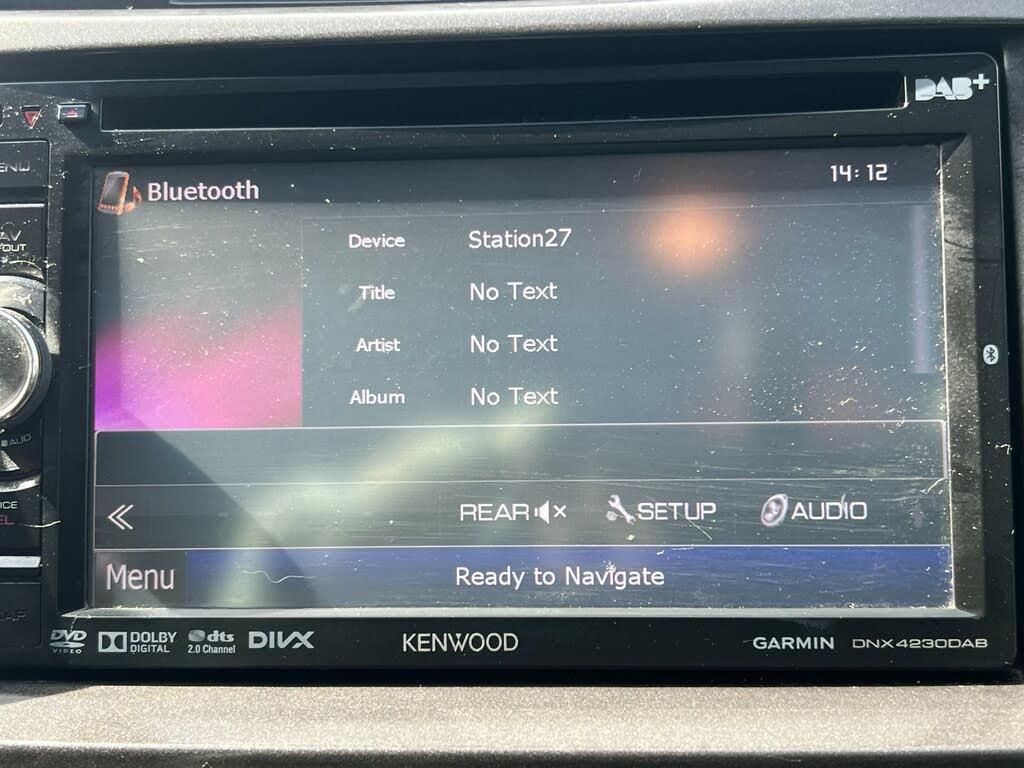 DAB+
Bluetooth 14:12
Device Station27
Title No Text
Artist No Text
Album No Text
REAR SETUP AUDIO
Menu Ready to Navigate
DVD VIDEO DOLBY DIGITAL dts 2.0 Channel DIVX KENWOOD GARMIN DNX4230DAB